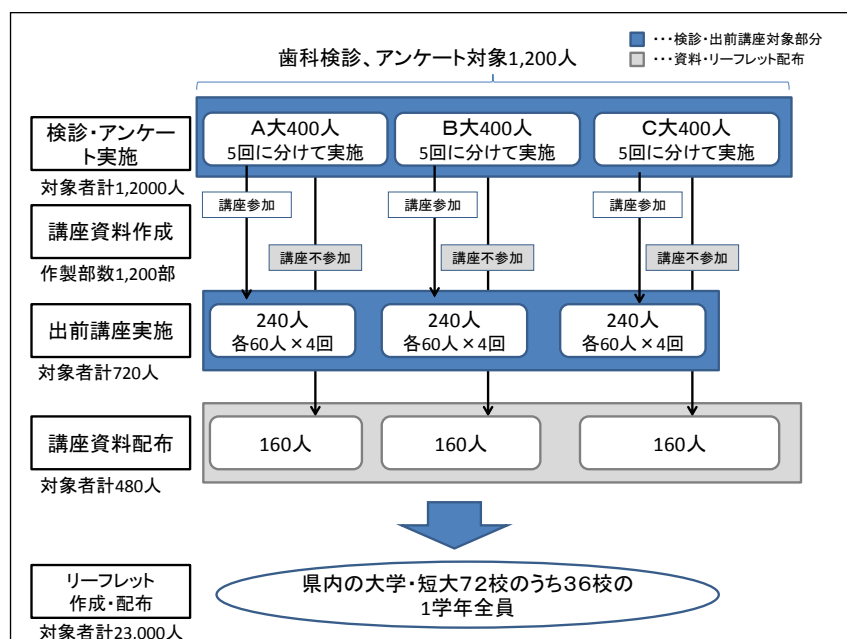 ■・・・検診・出前講座対象部分
■・・・資料・リーフレット配布
歯科検診、アンケート対象1,200人
検診・アンケー
ト実施
対象者計1,2000人
A大400人
5回に分けて実施
B大400人
5回に分けて実施
C大400人
5回に分けて実施
講座参加
講座参加
講座参加
講座資料作成
作製部数1,200部
講座不参加
講座不参加
講座不参加
出前講座実施
対象者計720人
240人
各60人×4回
240人
各60人×4回
240人
各60人×4回
講座資料配布
対象者計480人
160人
160人
160人
リーフレット
作成・配布
対象者計23,000人
県内の大学・短大72校のうち36校の
1学年全員